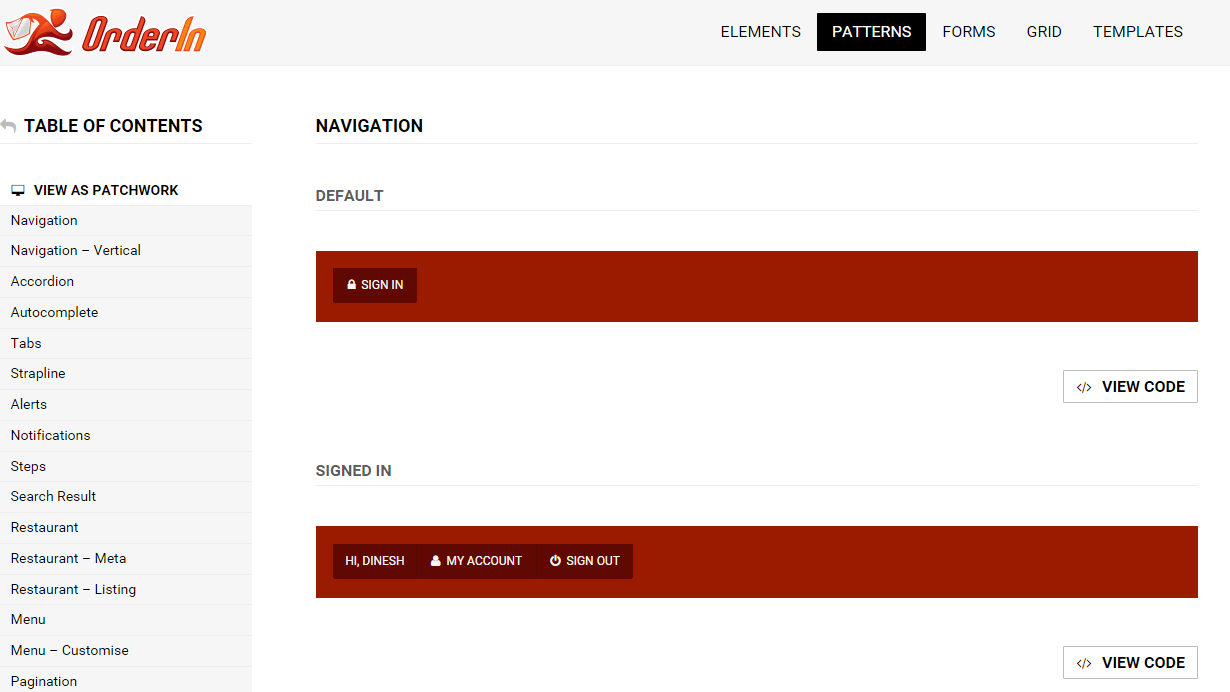 OrderIn
ELEMENTS PATTERNS FORMS GRID TEMPLATES
TABLE OF CONTENTS
VIEW AS PATCHWORK
Navigation
Navigation – Vertical
Accordion
Autocomplete
Tabs
Strapline
Alerts
Notifications
Steps
Search Result
Restaurant
Restaurant – Meta
Restaurant – Listing
Menu
Menu – Customise
Pagination
NAVIGATION
DEFAULT
SIGN IN
</> VIEW CODE
SIGNED IN
HI, DINESH MY ACCOUNT SIGN OUT
</> VIEW CODE